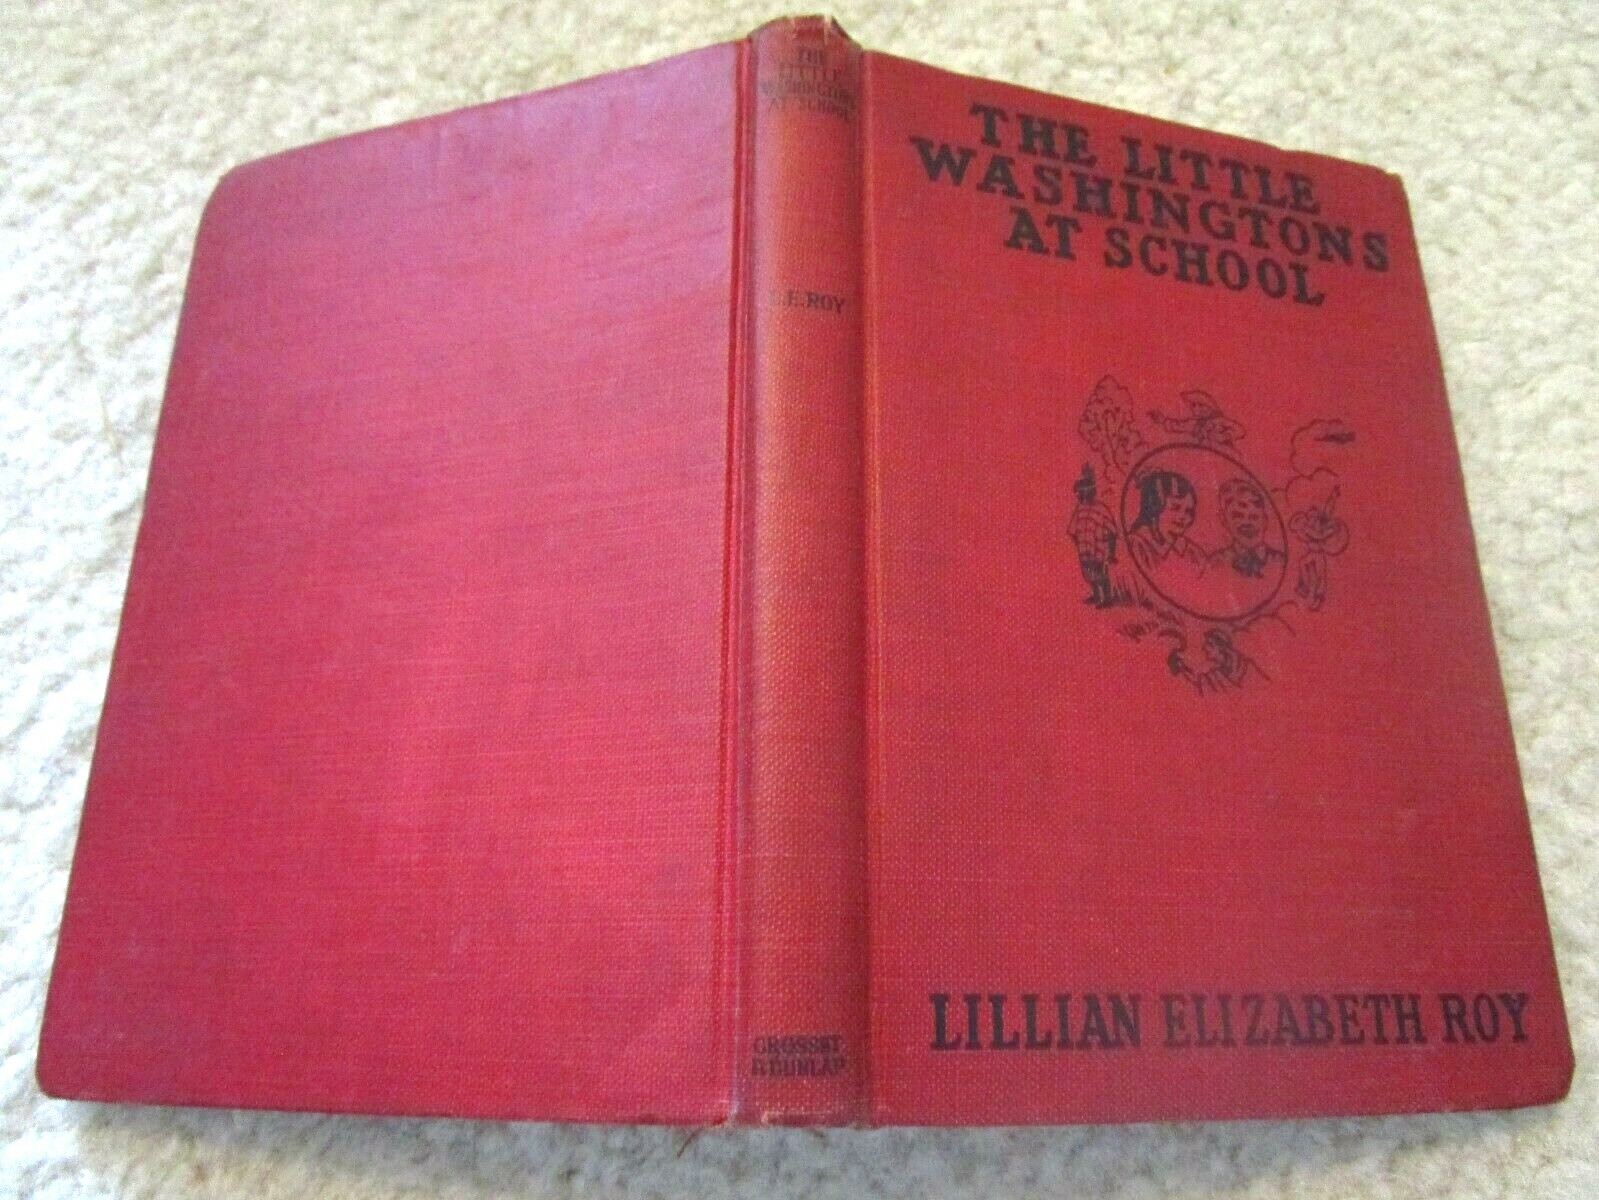 THE
LITTLE
WASHINGTONS
AT SCHOOL
L.E. ROY
GROSSET
& DUNLAP
THE LITTLE
WASHINGTONS
AT SCHOOL
LILLIAN ELIZABETH ROY